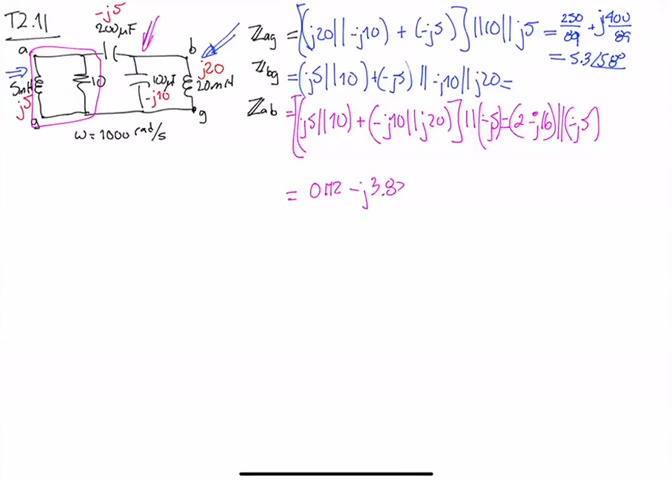 T2.11
-j5
200μF
a
b
5mH
j5
10
100μF
-j10
j20
20mH
g
g
ω = 1000 rad/s
Zag = [(j20||-j10) + (-j5)]||10||j5 = 250/89 + j400/89
= 5.3∠58°
Zbg = (j5||10)+(-j5)||-j10||j20 =
Zab = [(j5||10)+(-j10||j20)]||(-j5) = (2-j16)||(-j5)
= 0.112 - j3.82